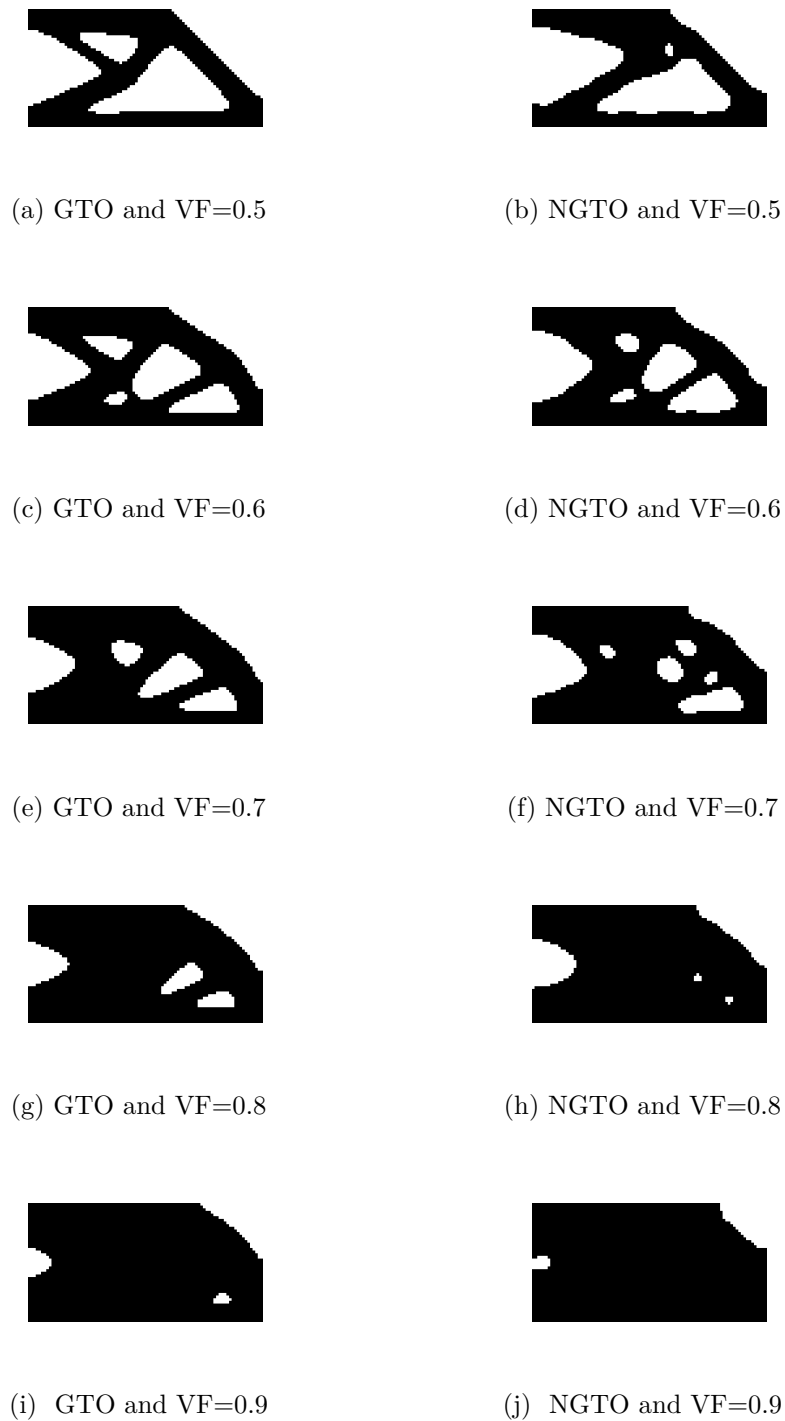 (a) GTO and VF=0.5
(b) NGTO and VF=0.5
(c) GTO and VF=0.6
(d) NGTO and VF=0.6
(e) GTO and VF=0.7
(f) NGTO and VF=0.7
(g) GTO and VF=0.8
(h) NGTO and VF=0.8
(i) GTO and VF=0.9
(j) NGTO and VF=0.9